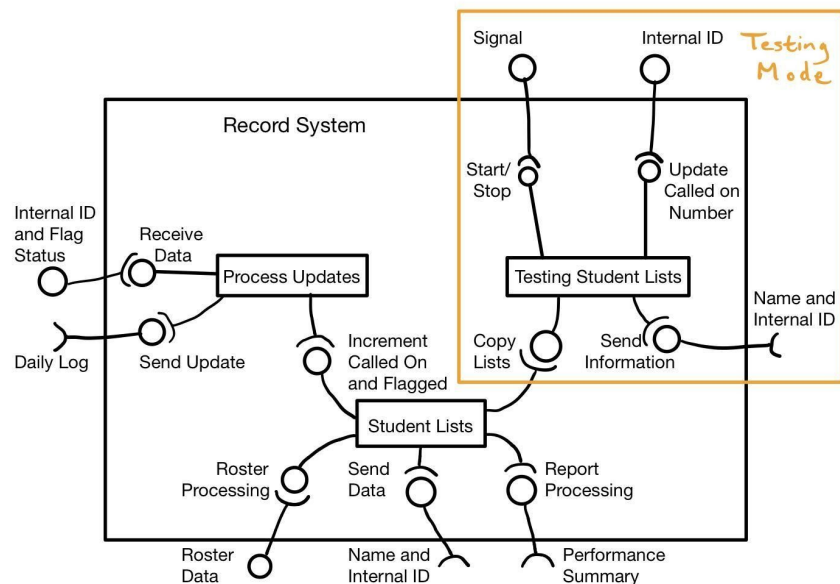 Signal
Internal ID
Testing
Mode
Record System
Start/
Stop
Update
Called on
Number
Internal ID
and Flag
Status
Receive
Data
Process Updates
Testing Student Lists
Name and
Internal ID
Daily Log
Send Update
Increment
Called On
and Flagged
Copy
Lists
Send
Information
Student Lists
Roster
Processing
Send
Data
Report
Processing
Roster
Data
Name and
Internal ID
Performance
Summary